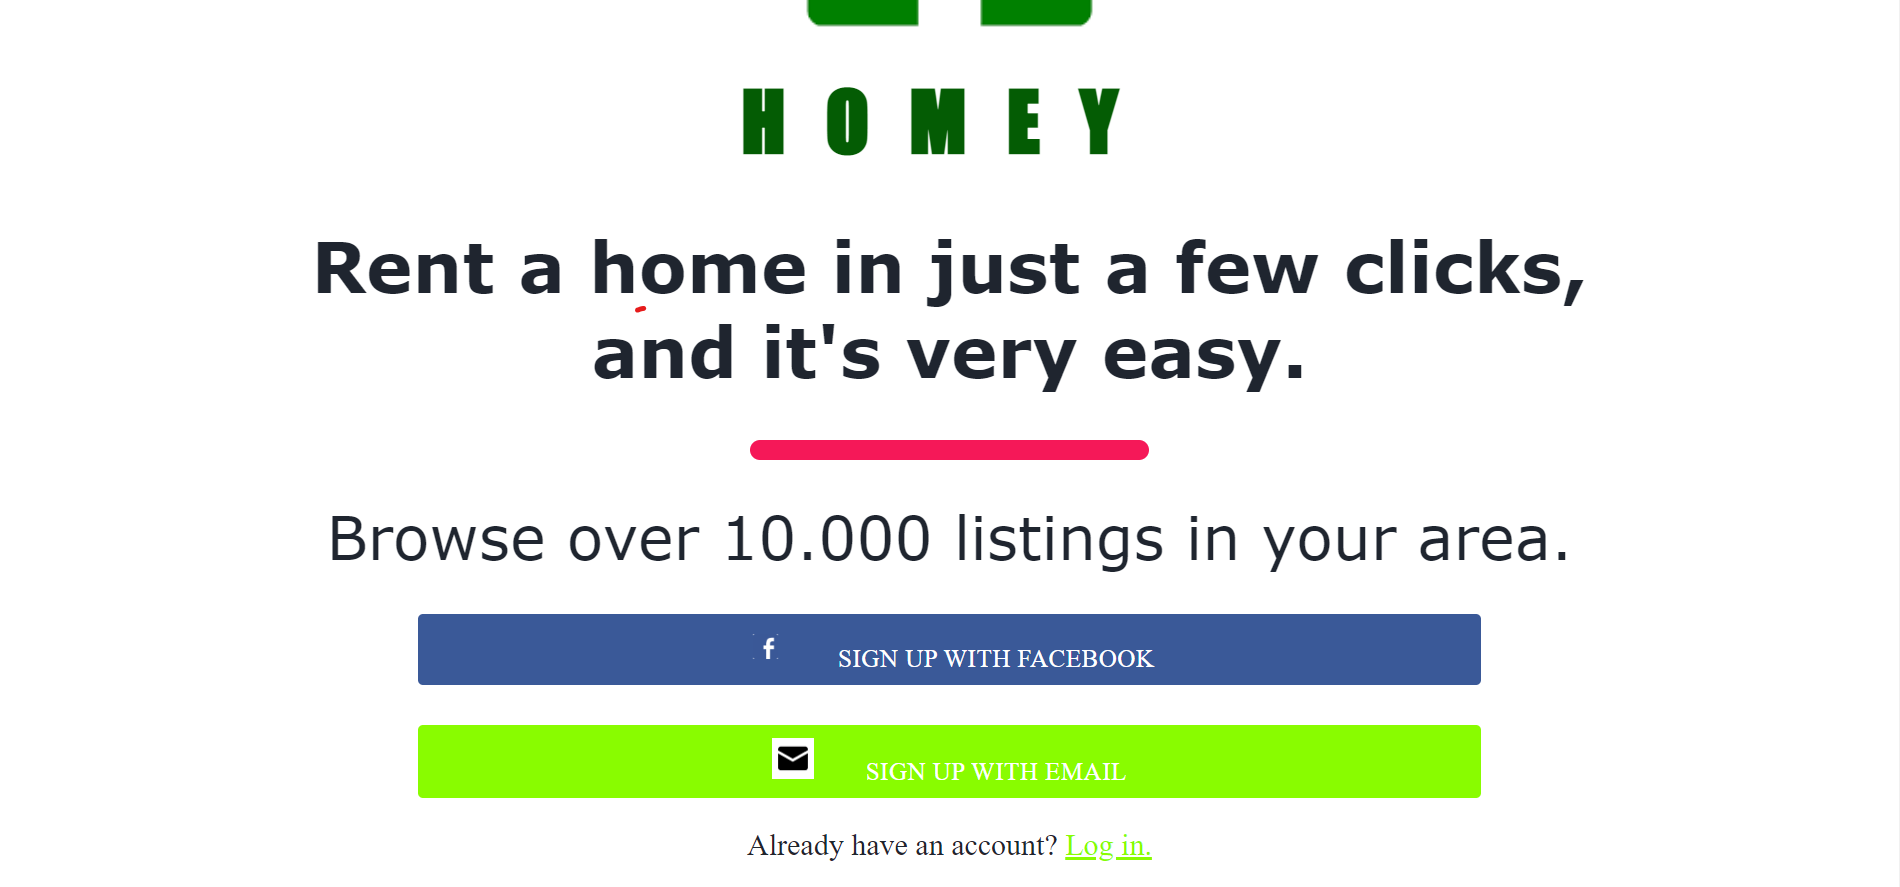 HOMEY
Rent a home in just a few clicks,
and it's very easy.
Browse over 10.000 listings in your area.
f SIGN UP WITH FACEBOOK
SIGN UP WITH EMAIL
Already have an account? Log in.